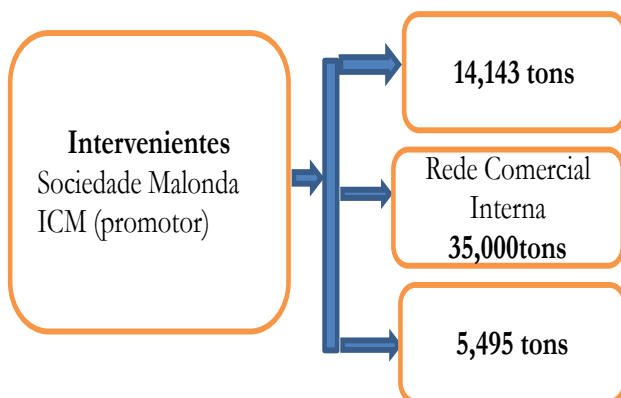 Intervenientes
Sociedade Malonda
ICM (promotor)
14,143 tons
Rede Comercial
Interna
35,000tons
5,495 tons